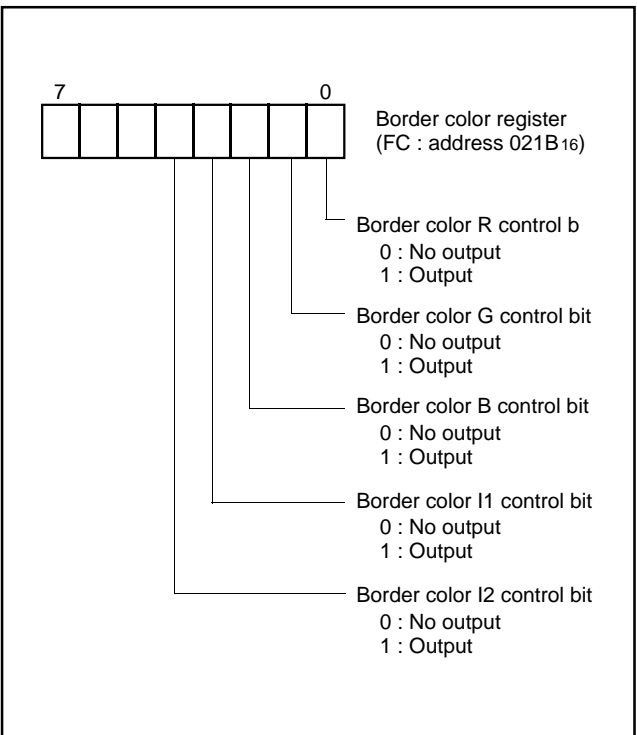 7 0
Border color register
(FC : address 021B16)
Border color R control b
0 : No output
1 : Output
Border color G control bit
0 : No output
1 : Output
Border color B control bit
0 : No output
1 : Output
Border color I1 control bit
0 : No output
1 : Output
Border color I2 control bit
0 : No output
1 : Output